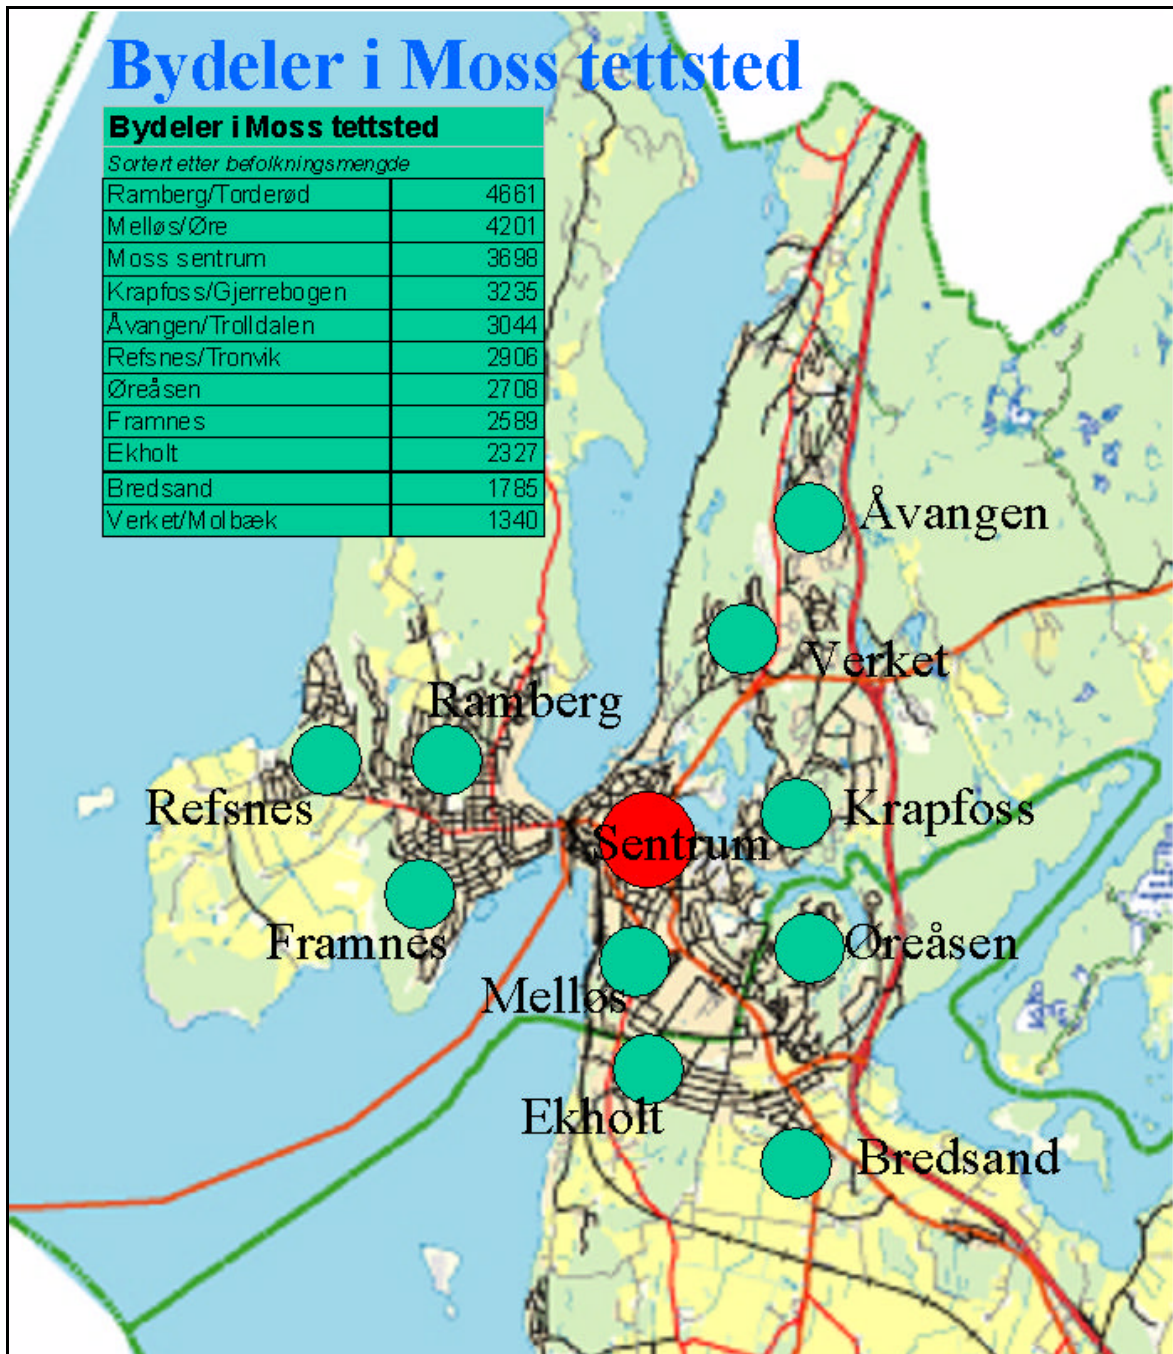 Bydeler i Moss tettsted
Bydeler i Moss tettsted
Sortert etter befolkningsmengde
Ramberg/Torderød 4661
Melløs/Øre 4201
Moss sentrum 3698
Krapfoss/Gjerrebogen 3235
Åvangen/Trolldalen 3044
Refsnes/Tronvik 2906
Øreåsen 2708
Framnes 2589
Ekholt 2327
Bredsand 1785
Verket/Molbæk 1340
Åvangen
Verket
Ramberg
Refsnes
Krapfoss
Sentrum
Framnes
Øreåsen
Melløs
Ekholt
Bredsand